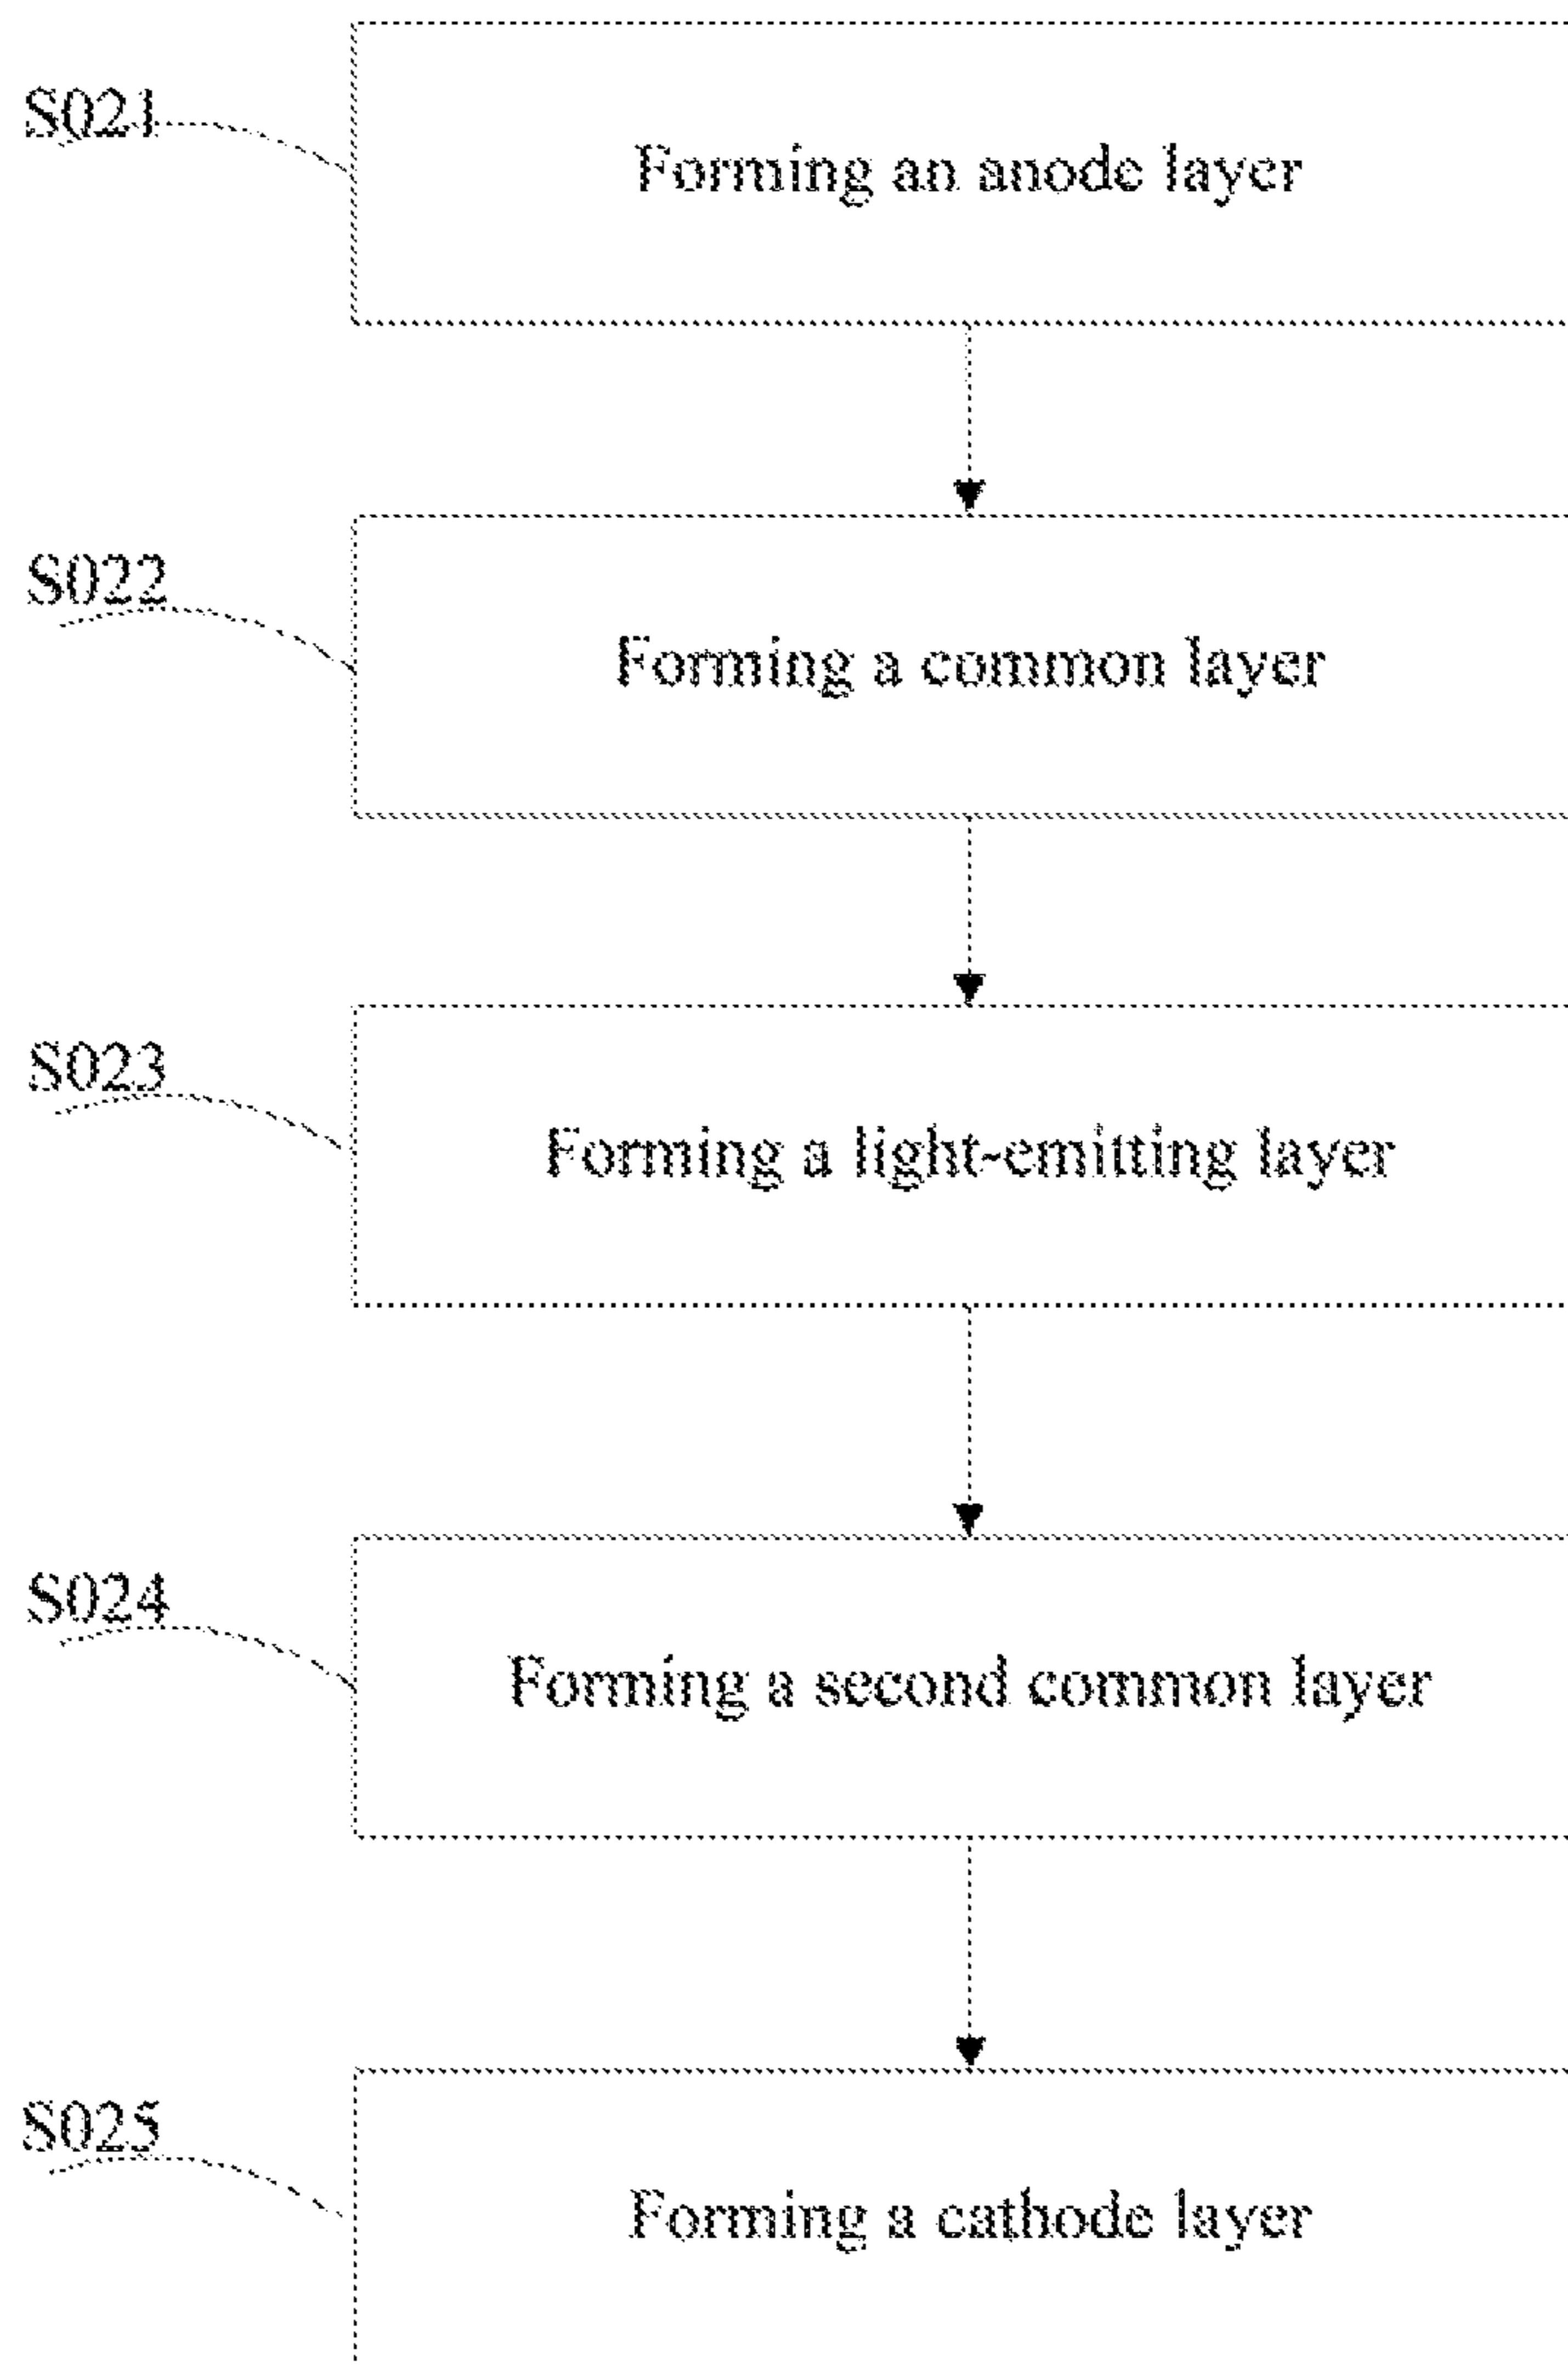 S021
Forming an anode layer
S022
Forming a common layer
S023
Forming a light-emitting layer
S024
Forming a second common layer
S025
Forming a cathode layer